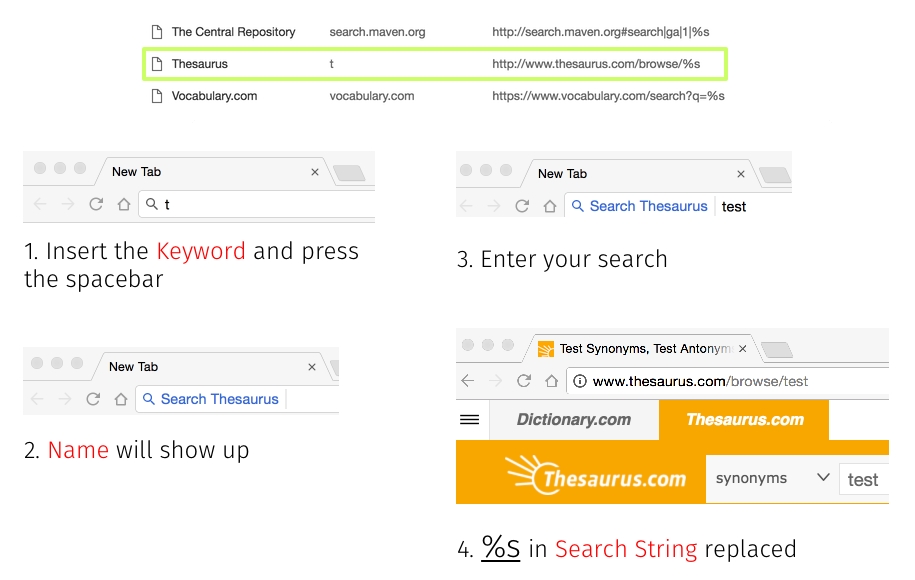 The Central Repository search.maven.org http://search.maven.org#search|ga|1|%s
Thesaurus t http://www.thesaurus.com/browse/%s
Vocabulary.com vocabulary.com https://www.vocabulary.com/search?q=%s
New Tab
t
1. Insert the Keyword and press
the spacebar
New Tab
Search Thesaurus
2. Name will show up
New Tab
Search Thesaurus test
3. Enter your search
Test Synonyms, Test Antonym
www.thesaurus.com/browse/test
Dictionary.com Thesaurus.com
Thesaurus.com synonyms test
4. %s in Search String replaced